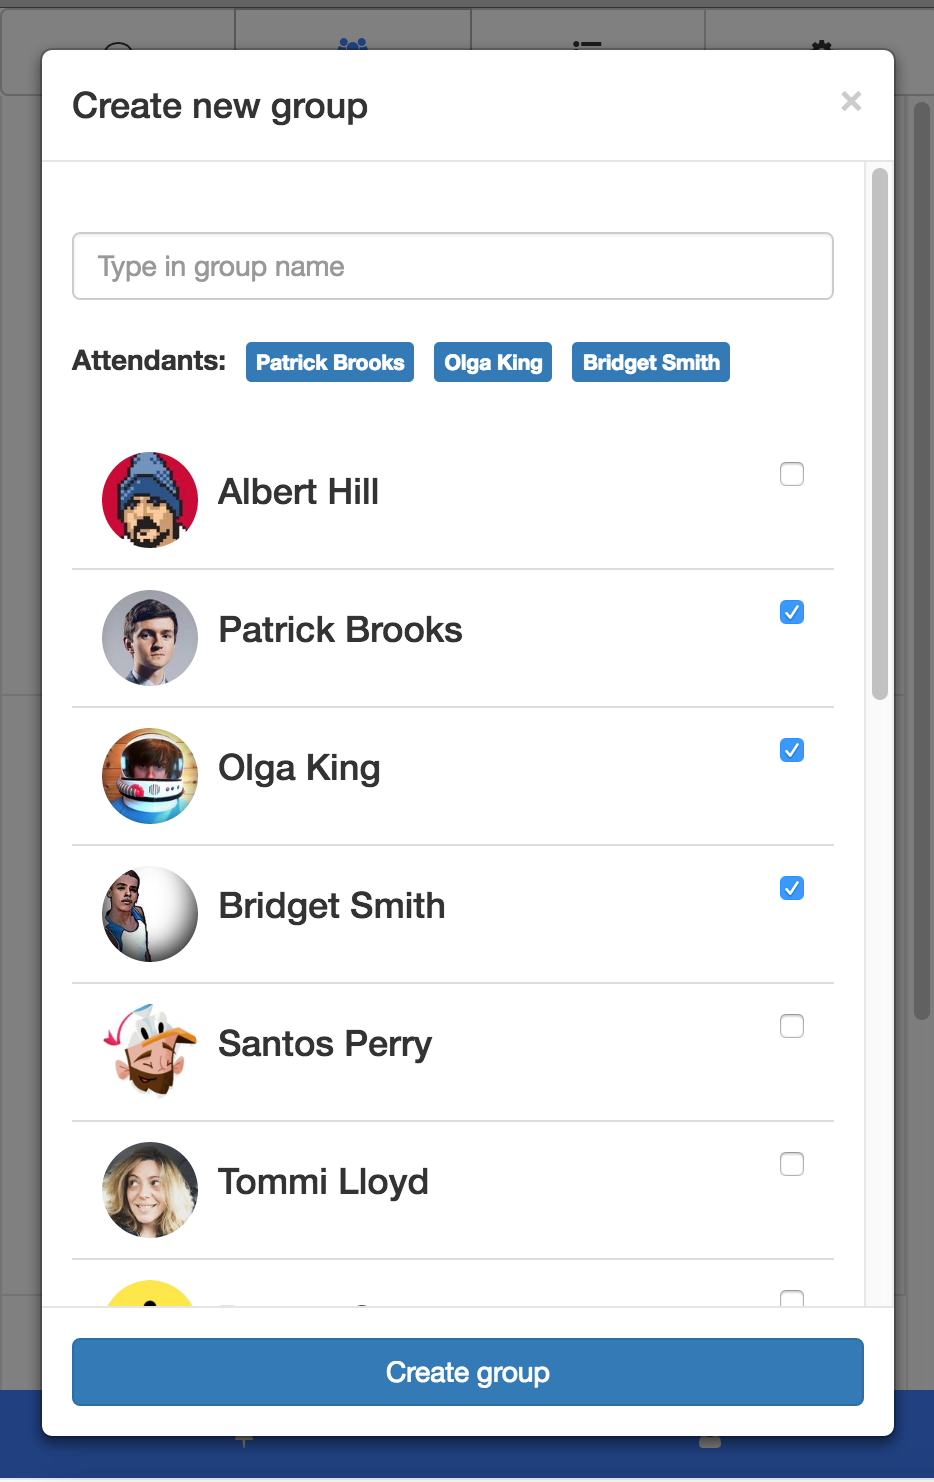 Create new group
×
Type in group name
Attendants: Patrick Brooks Olga King Bridget Smith
Albert Hill
Patrick Brooks
Olga King
Bridget Smith
Santos Perry
Tommi Lloyd
Create group